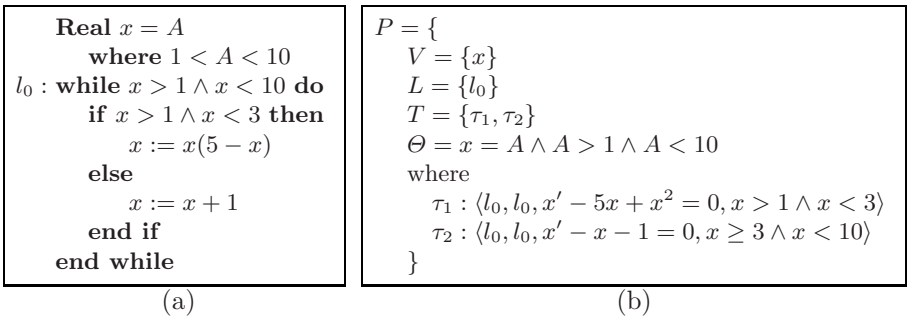 Real x = A
where 1 < A < 10
l₀ : while x > 1 ∧ x < 10 do
if x > 1 ∧ x < 3 then
x := x(5 − x)
else
x := x + 1
end if
end while
(a)
P = {
V = {x}
L = {l₀}
T = {τ₁, τ₂}
Θ = x = A ∧ A > 1 ∧ A < 10
where
τ₁ : ⟨l₀, l₀, x′ − 5x + x² = 0, x > 1 ∧ x < 3⟩
τ₂ : ⟨l₀, l₀, x′ − x − 1 = 0, x ≥ 3 ∧ x < 10⟩
}
(b)